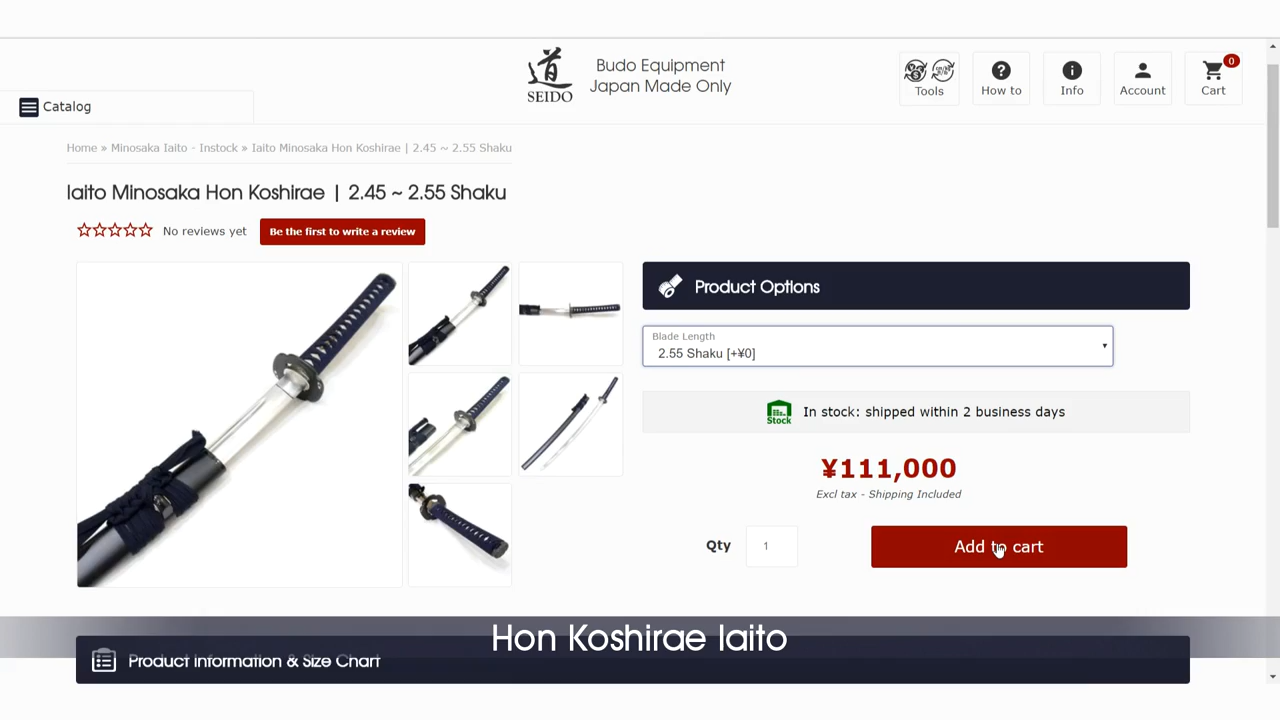 道
SEIDO
Budo Equipment
Japan Made Only
Tools
How to
Info
Account
0
Cart
Catalog
Home » Minosaka Iaito - Instock » Iaito Minosaka Hon Koshirae | 2.45 ~ 2.55 Shaku
Iaito Minosaka Hon Koshirae | 2.45 ~ 2.55 Shaku
No reviews yet
Be the first to write a review
Product Options
Blade Length
2.55 Shaku [+¥0]
Stock
In stock: shipped within 2 business days
¥111,000
Excl tax - Shipping Included
Qty
1
Add to cart
Hon Koshirae Iaito
Product Information & Size Chart